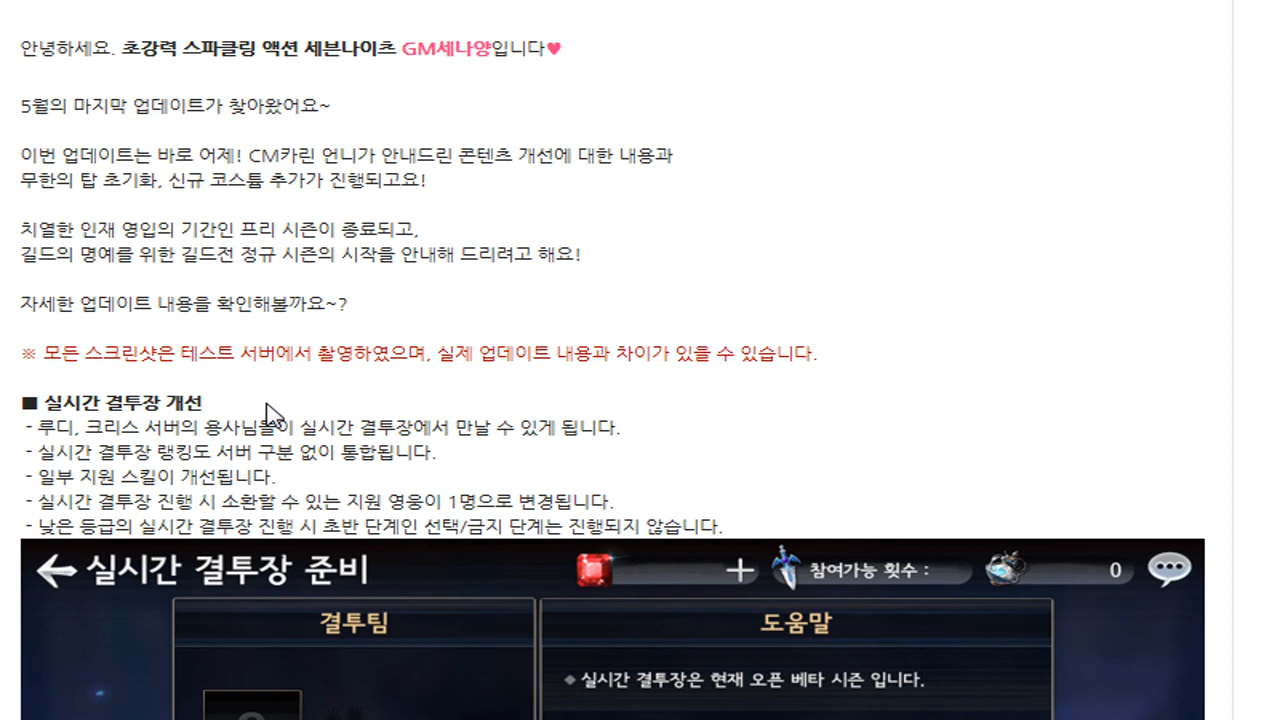 안녕하세요. 초강력 스파클링 액션 세븐나이츠 GM세나양입니다♥
5월의 마지막 업데이트가 찾아왔어요~
이번 업데이트는 바로 어제! CM카린 언니가 안내드린 콘텐츠 개선에 대한 내용과
무한의 탑 초기화, 신규 코스튬 추가가 진행되고요!
치열한 인재 영입의 기간인 프리 시즌이 종료되고,
길드의 명예를 위한 길드전 정규 시즌의 시작을 안내해 드리려고 해요!
자세한 업데이트 내용을 확인해볼까요~?
※ 모든 스크린샷은 테스트 서버에서 촬영하였으며, 실제 업데이트 내용과 차이가 있을 수 있습니다.
■ 실시간 결투장 개선
- 루디, 크리스 서버의 용사님들이 실시간 결투장에서 만날 수 있게 됩니다.
- 실시간 결투장 랭킹도 서버 구분 없이 통합됩니다.
- 일부 지원 스킬이 개선됩니다.
- 실시간 결투장 진행 시 소환할 수 있는 지원 영웅이 1명으로 변경됩니다.
- 낮은 등급의 실시간 결투장 진행 시 초반 단계인 선택/금지 단계는 진행되지 않습니다.
실시간 결투장 준비 참여가능 횟수 : 0
결투팀 도움말
◆ 실시간 결투장은 현재 오픈 베타 시즌 입니다.